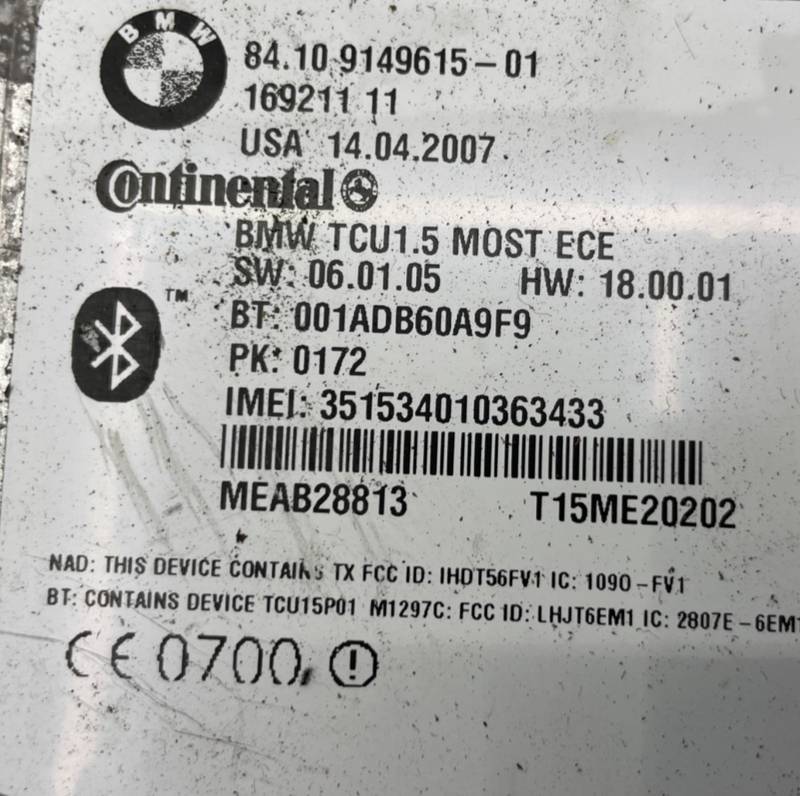 BMW
84.10 9149615-01
169211 11
USA 14.04.2007
Continental
BMW TCU1.5 MOST ECE
SW: 06.01.05 HW: 18.00.01
™
BT: 001ADB60A9F9
PK: 0172
IMEI: 351534010363433
MEAB28813 T15ME20202
NAD: THIS DEVICE CONTAINS TX FCC ID: IHDT56FV1 IC: 1090-FV1
BT: CONTAINS DEVICE TCU15P01 M1297C: FCC ID: LHJT6EM1 IC: 2807E-6EM1
CE 0700 !